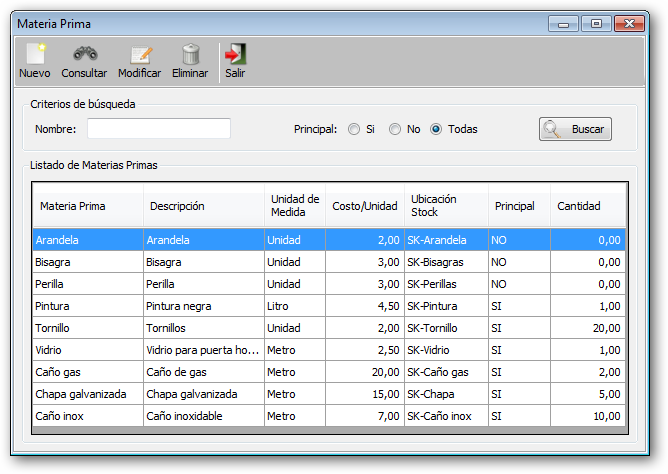 Materia Prima
Nuevo Consultar Modificar Eliminar Salir
Criterios de búsqueda
Nombre: Principal: Si No Todas Buscar
Listado de Materias Primas
Materia Prima Descripción Unidad de Medida Costo/Unidad Ubicación Stock Principal Cantidad
Arandela Arandela Unidad 2,00 SK-Arandela NO 0,00
Bisagra Bisagra Unidad 3,00 SK-Bisagras NO 0,00
Perilla Perilla Unidad 3,00 SK-Perillas NO 0,00
Pintura Pintura negra Litro 4,50 SK-Pintura SI 1,00
Tornillo Tornillos Unidad 2,00 SK-Tornillo SI 20,00
Vidrio Vidrio para puerta ho... Metro 2,50 SK-Vidrio SI 1,00
Caño gas Caño de gas Metro 20,00 SK-Caño gas SI 2,00
Chapa galvanizada Chapa galvanizada Metro 15,00 SK-Chapa SI 5,00
Caño inox Caño inoxidable Metro 7,00 SK-Caño inox SI 10,00